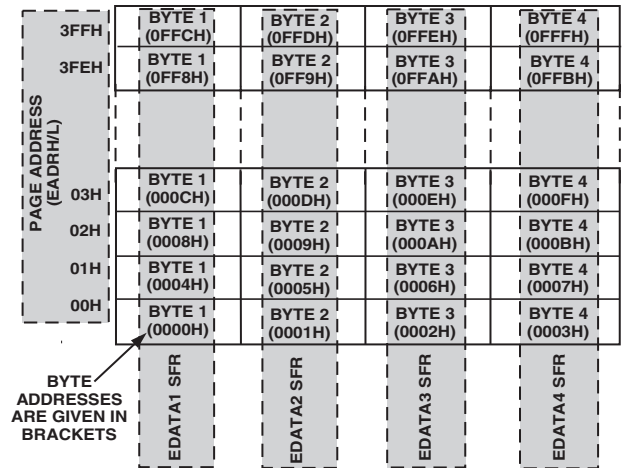 3FFH
BYTE 1
(0FFCH)
BYTE 2
(0FFDH)
BYTE 3
(0FFEH)
BYTE 4
(0FFFH)
3FEH
BYTE 1
(0FF8H)
BYTE 2
(0FF9H)
BYTE 3
(0FFAH)
BYTE 4
(0FFBH)
PAGE ADDRESS
(EADRH/L)
03H
BYTE 1
(000CH)
BYTE 2
(000DH)
BYTE 3
(000EH)
BYTE 4
(000FH)
02H
BYTE 1
(0008H)
BYTE 2
(0009H)
BYTE 3
(000AH)
BYTE 4
(000BH)
01H
BYTE 1
(0004H)
BYTE 2
(0005H)
BYTE 3
(0006H)
BYTE 4
(0007H)
00H
BYTE 1
(0000H)
BYTE 2
(0001H)
BYTE 3
(0002H)
BYTE 4
(0003H)
BYTE
ADDRESSES
ARE GIVEN IN
BRACKETS
EDATA1 SFR
EDATA2 SFR
EDATA3 SFR
EDATA4 SFR